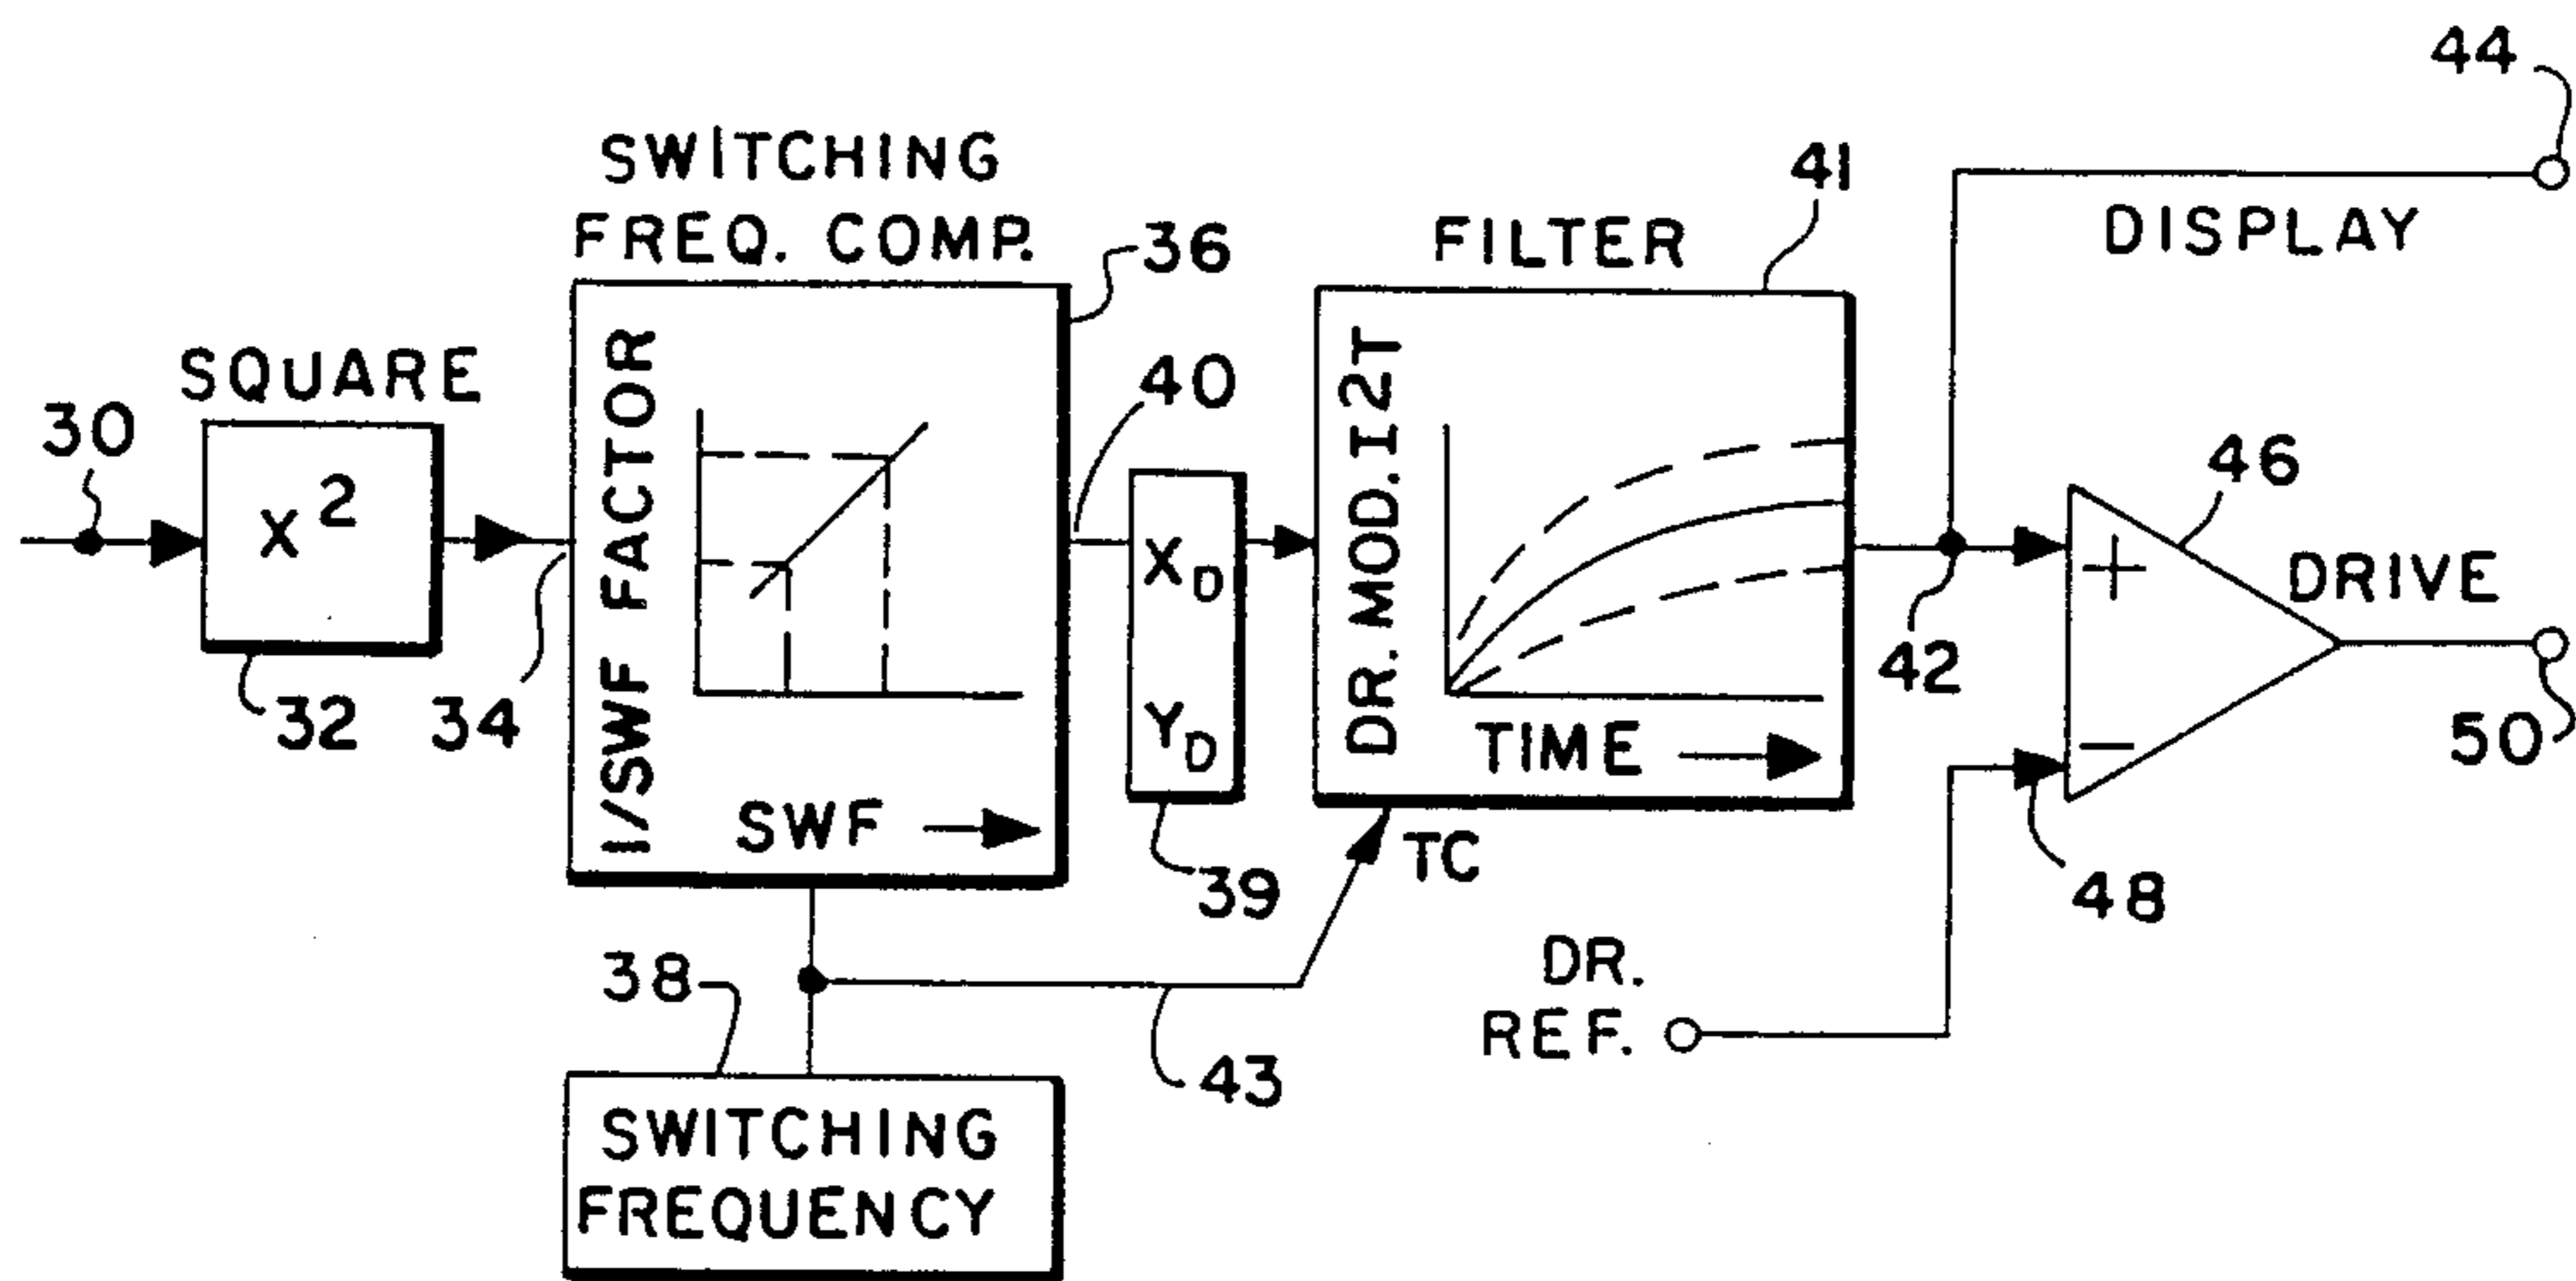 44
SWITCHING
FREQ. COMP.
36
FILTER
41
DISPLAY
SQUARE
30
X²
32
34
1/SWF FACTOR
SWF
40
X_D
Y_D
39
DR. MOD. I2T
TIME
TC
42
46
+
−
DRIVE
50
48
38
43
DR.
REF.
SWITCHING
FREQUENCY